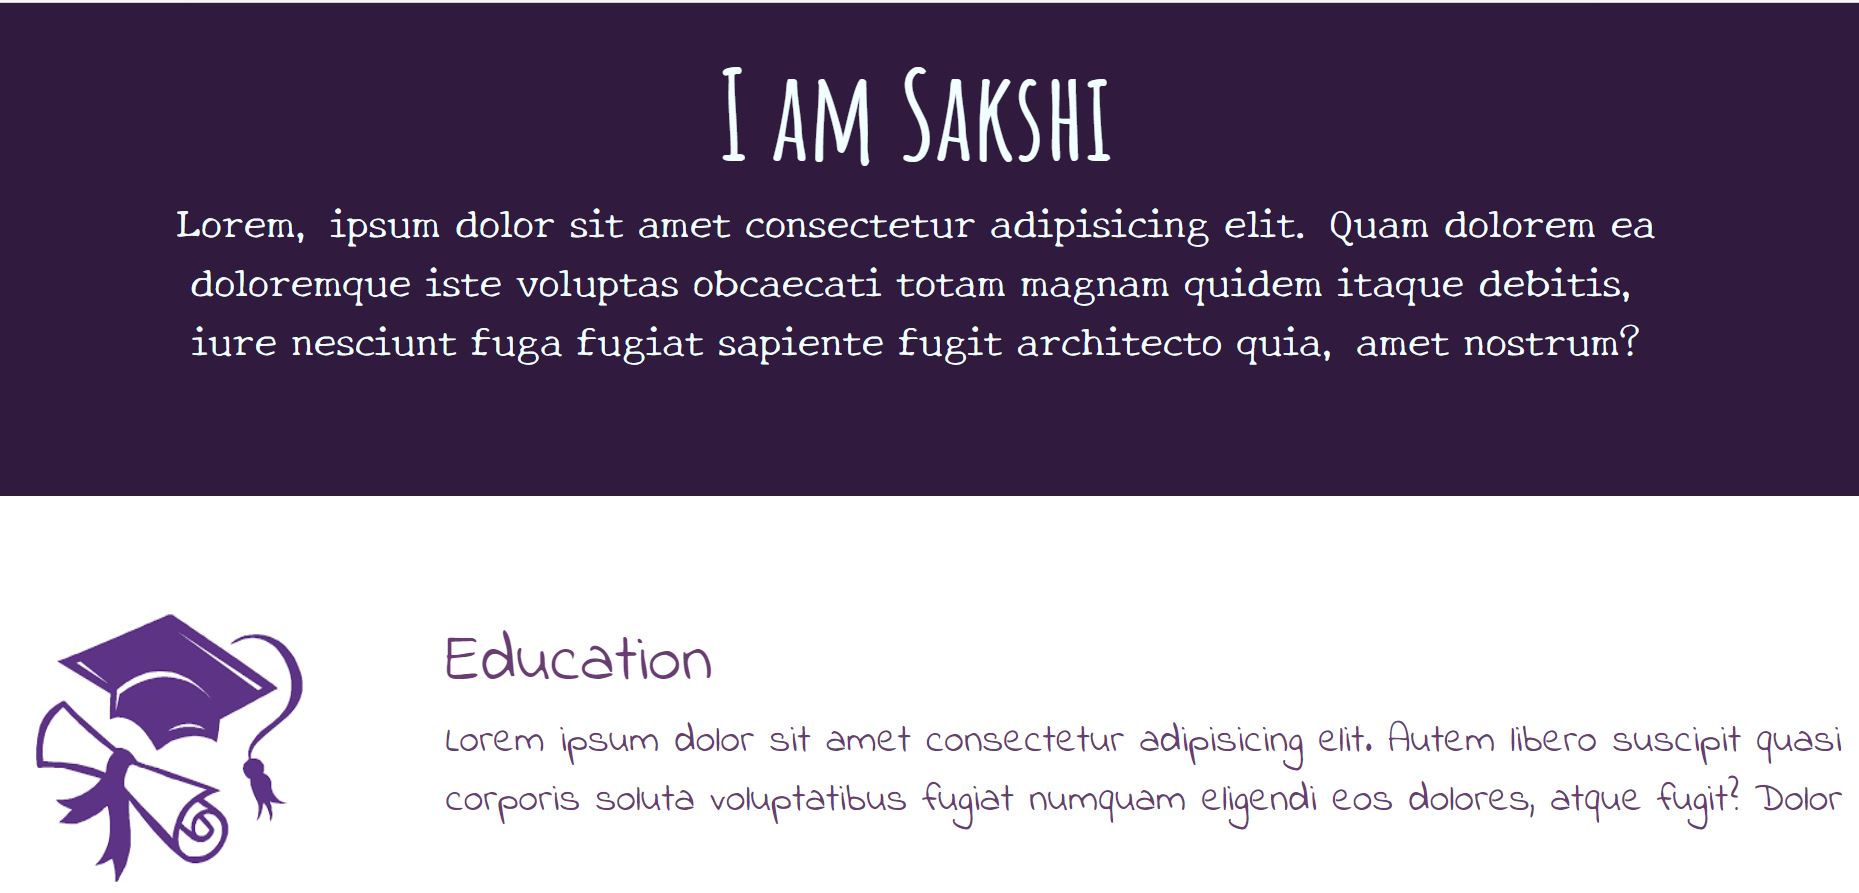 I am Sakshi
Lorem, ipsum dolor sit amet consectetur adipisicing elit. Quam dolorem ea
doloremque iste voluptas obcaecati totam magnam quidem itaque debitis,
iure nesciunt fuga fugiat sapiente fugit architecto quia, amet nostrum?
Education
Lorem ipsum dolor sit amet consectetur adipisicing elit. Autem libero suscipit quasi
corporis soluta voluptatibus fugiat numquam eligendi eos dolores, atque fugit? Dolor